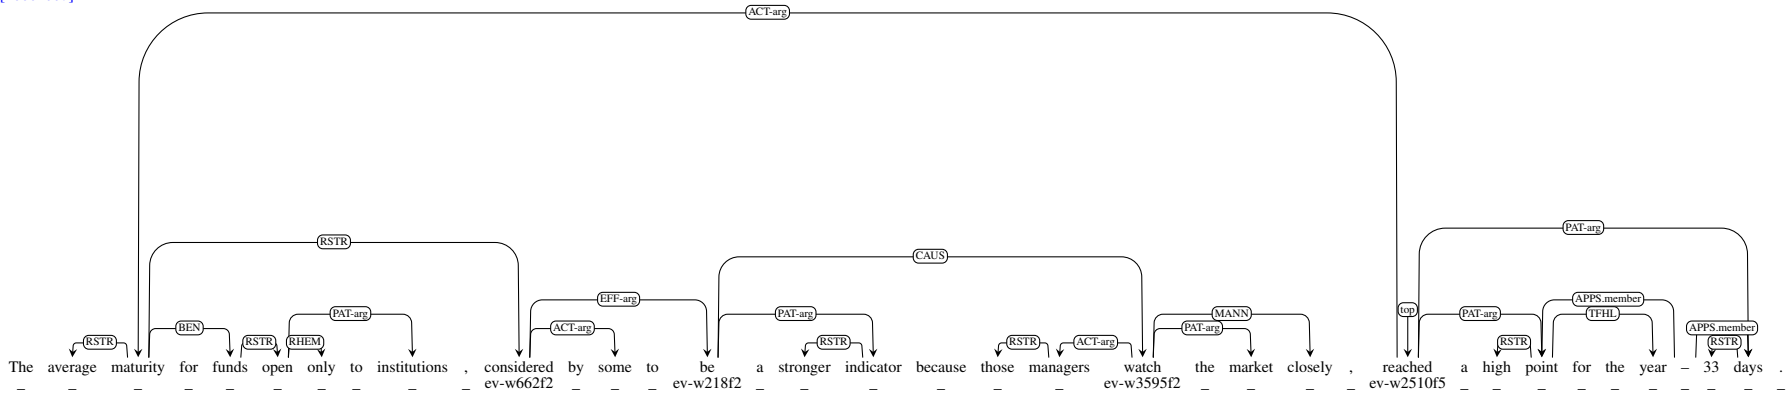 ACT-arg
RSTR PAT-arg
CAUS
EFF-arg
top
APPS.member
BEN PAT-arg ACT-arg PAT-arg MANN PAT-arg TFHL
PAT-arg APPS.member
RSTR RSTR RHEM RSTR RSTR ACT-arg RSTR RSTR
The average maturity for funds open only to institutions , considered by some to be a stronger indicator because those managers watch the market closely , reached a high point for the year – 33 days .
_ _ _ _ _ _ _ _ _ _ ev-w662f2 _ _ _ ev-w218f2 _ _ _ _ _ _ ev-w3595f2 _ _ _ _ ev-w2510f5 _ _ _ _ _ _ _ _ _ _